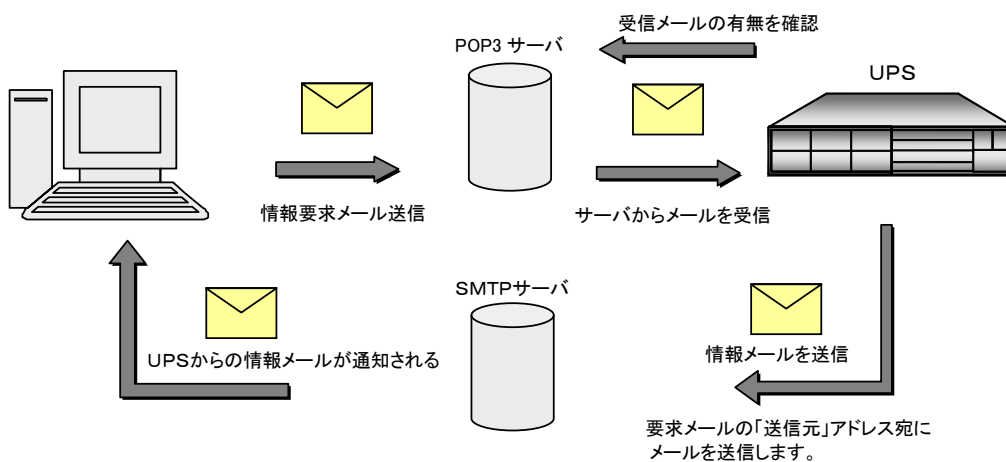 受信メールの有無を確認
POP3 サーバ
UPS
情報要求メール送信
サーバからメールを受信
SMTPサーバ
UPSからの情報メールが通知される
情報メールを送信
要求メールの「送信元」アドレス宛に
メールを送信します。